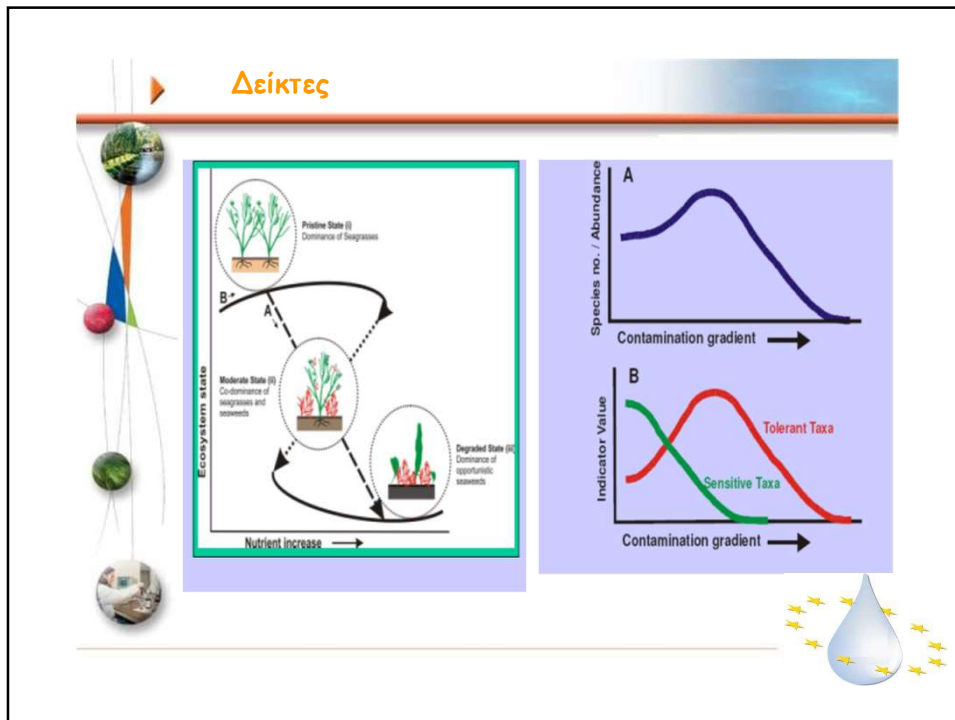 Δείκτες
Pristine State (i)
Dominance of Seagrasses
B
A
Moderate State (ii)
Co-dominance of
seagrasses and
seaweeds
Degraded State (iii)
Dominance of
opportunistic
seaweeds
Ecosystem state
Nutrient increase
A
Species no. / Abundance
Contamination gradient
B
Indicator Value
Tolerant Taxa
Sensitive Taxa
Contamination gradient